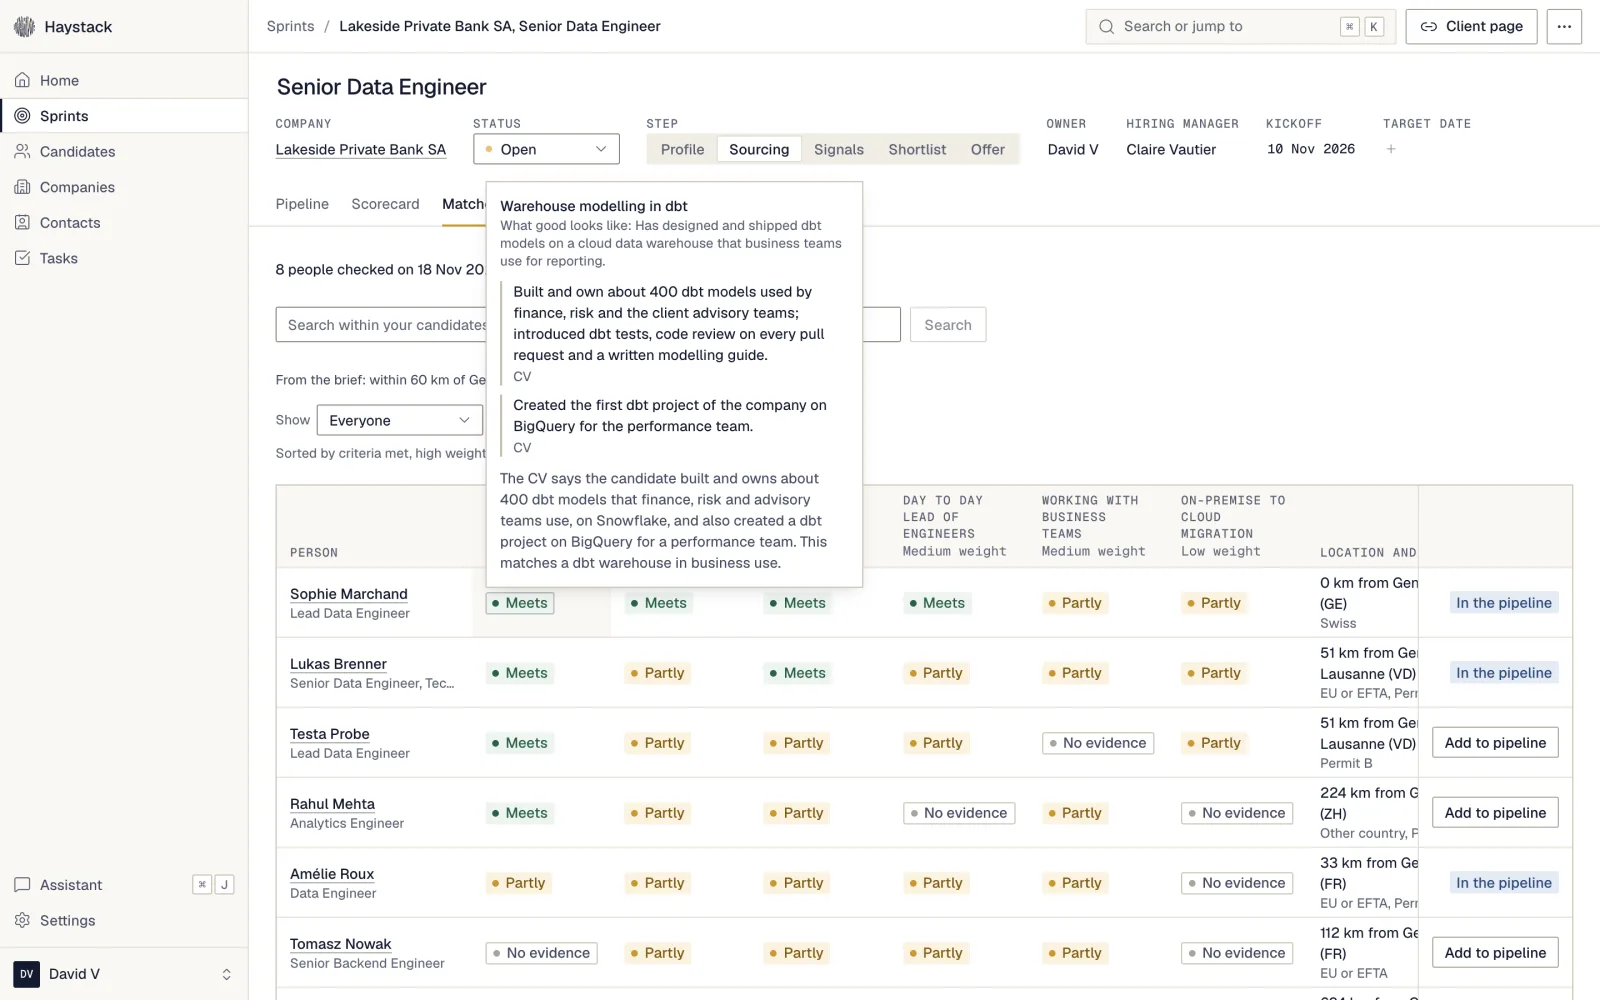 Haystack
Sprints / Lakeside Private Bank SA, Senior Data Engineer
Search or jump to
⌘ K
Client page
Home
Sprints
Candidates
Companies
Contacts
Tasks
Senior Data Engineer
COMPANY
Lakeside Private Bank SA
STATUS
Open
STEP
Profile Sourcing Signals Shortlist Offer
OWNER
David V
HIRING MANAGER
Claire Vautier
KICKOFF
10 Nov 2026
TARGET DATE
+
Pipeline Scorecard
8 people checked on 18 Nov 20
Search within your candidates
Search
From the brief: within 60 km of Ge
Show Everyone
Sorted by criteria met, high weight
Warehouse modelling in dbt
What good looks like: Has designed and shipped dbt
models on a cloud data warehouse that business teams
use for reporting.
Built and own about 400 dbt models used by
finance, risk and the client advisory teams;
introduced dbt tests, code review on every pull
request and a written modelling guide.
CV
Created the first dbt project of the company on
BigQuery for the performance team.
CV
The CV says the candidate built and owns about
400 dbt models that finance, risk and advisory
teams use, on Snowflake, and also created a dbt
project on BigQuery for a performance team. This
matches a dbt warehouse in business use.
PERSON
DAY TO DAY
LEAD OF
ENGINEERS
Medium weight
WORKING WITH
BUSINESS
TEAMS
Medium weight
ON-PREMISE TO
CLOUD
MIGRATION
Low weight
LOCATION AND
Sophie Marchand
Lead Data Engineer
Meets Meets Meets Meets Partly Partly
0 km from Gen
(GE)
Swiss
In the pipeline
Lukas Brenner
Senior Data Engineer, Tec…
Meets Partly Meets Partly Partly Partly
51 km from Ge
Lausanne (VD)
EU or EFTA, Per
In the pipeline
Testa Probe
Lead Data Engineer
Meets Partly Partly Partly No evidence Partly
51 km from Ge
Lausanne (VD)
Permit B
Add to pipeline
Rahul Mehta
Analytics Engineer
Meets Partly Partly No evidence Partly No evidence
224 km from G
(ZH)
Other country, P
Add to pipeline
Amélie Roux
Data Engineer
Partly Partly Partly Partly Partly No evidence
33 km from Ge
(FR)
EU or EFTA, Per
In the pipeline
Tomasz Nowak
Senior Backend Engineer
No evidence Partly Partly Partly Partly No evidence
112 km from Ge
(FR)
EU or EFTA
Add to pipeline
Assistant
⌘ J
Settings
DV
David V